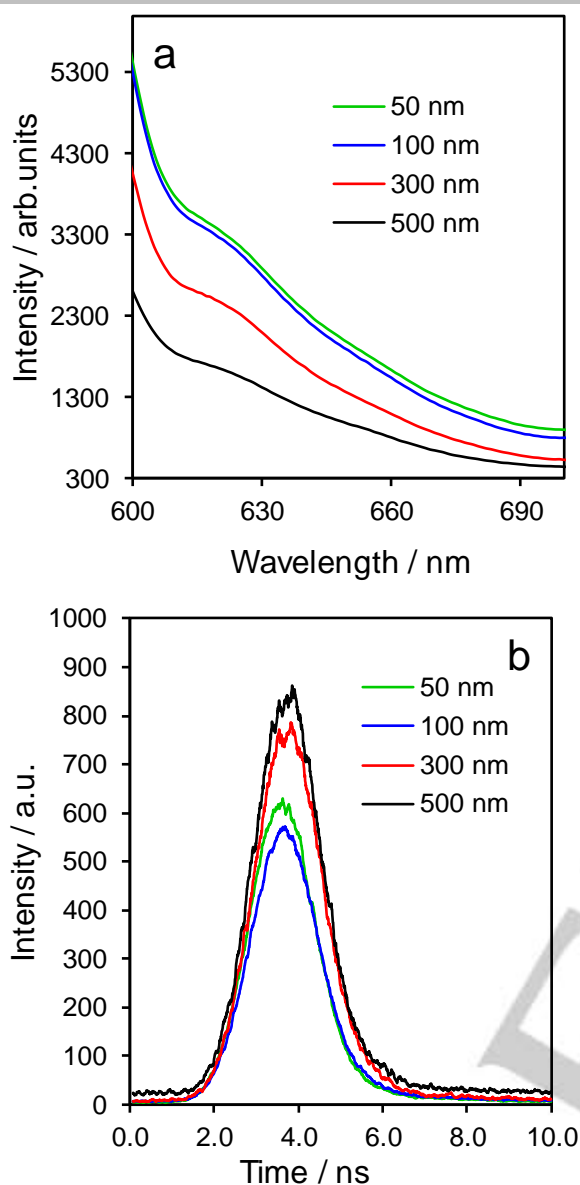 a
5300
4300
3300
2300
1300
300
Intensity / arb.units
50 nm
100 nm
300 nm
500 nm
600
630
660
690
Wavelength / nm
b
1000
900
800
700
600
500
400
300
200
100
0
Intensity / a.u.
50 nm
100 nm
300 nm
500 nm
0.0
2.0
4.0
6.0
8.0
10.0
Time / ns